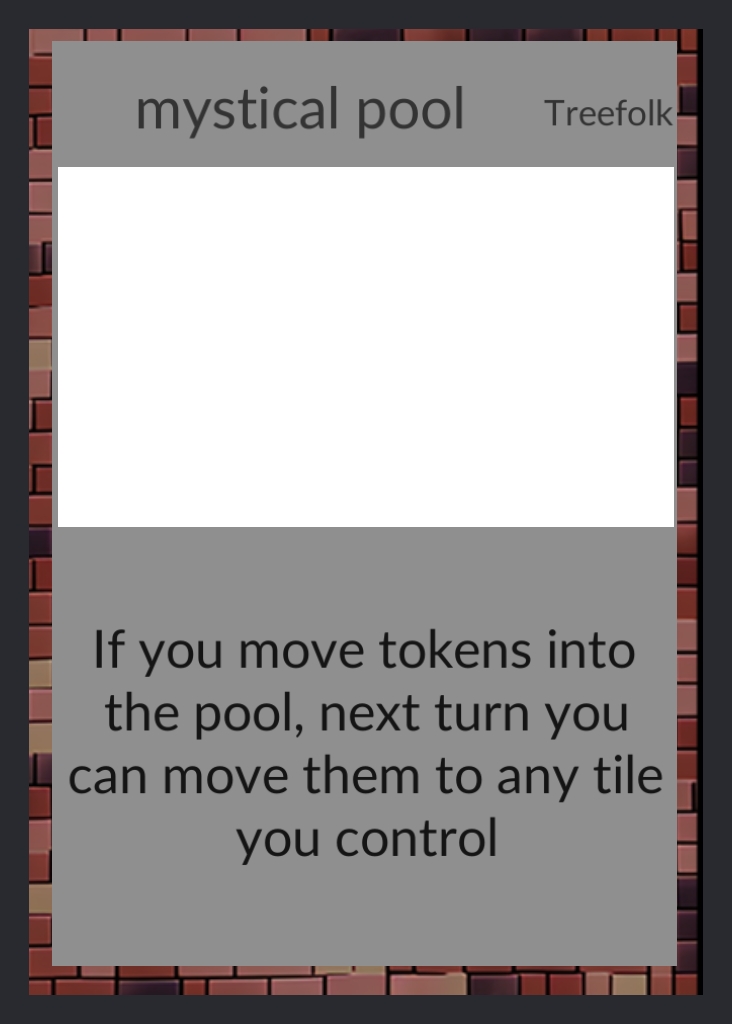 mystical pool Treefolk
If you move tokens into
the pool, next turn you
can move them to any tile
you control